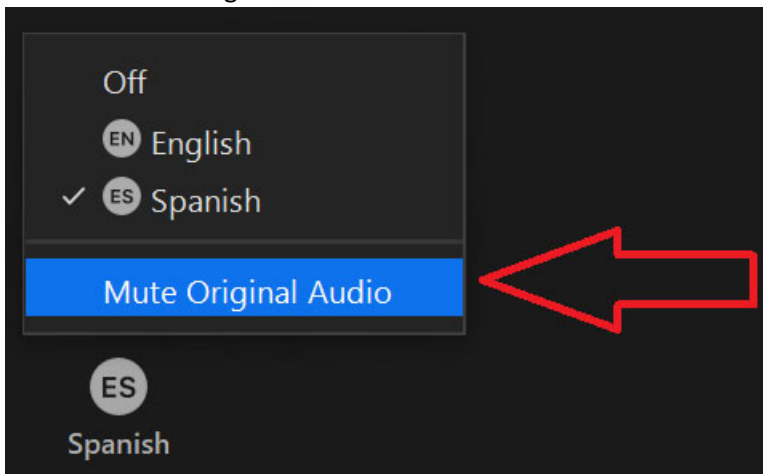 Off
EN English
ES Spanish
Mute Original Audio
ES
Spanish